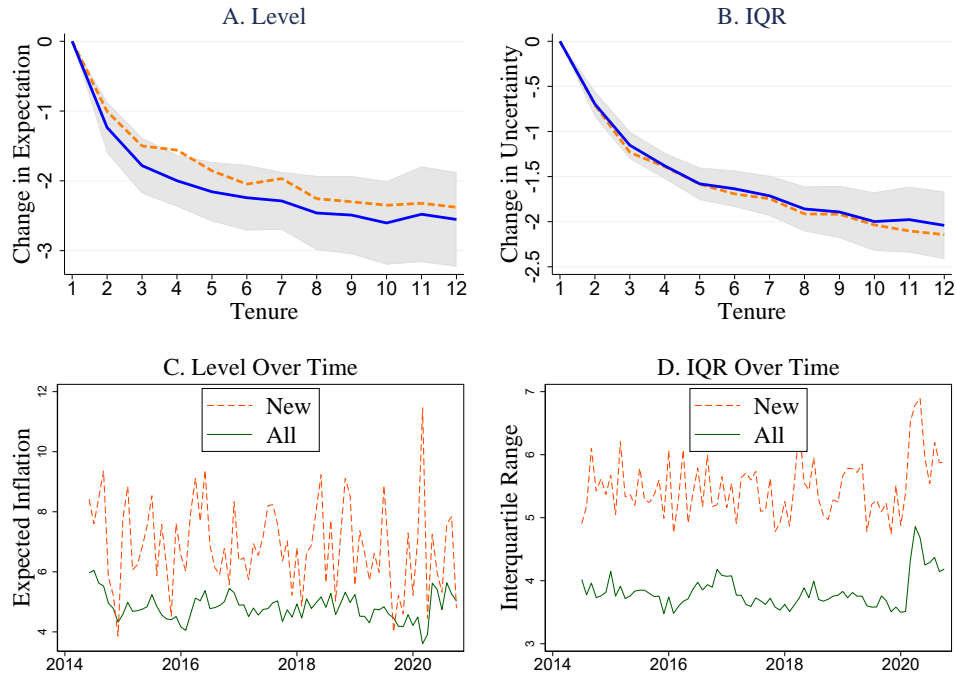 A. Level
Change in Expectation
0
-1
-2
-3
1 2 3 4 5 6 7 8 9 10 11 12
Tenure
B. IQR
Change in Uncertainty
0
-.5
-1
-1.5
-2
-2.5
1 2 3 4 5 6 7 8 9 10 11 12
Tenure
C. Level Over Time
Expected Inflation
12
10
8
6
4
New
All
2014 2016 2018 2020
D. IQR Over Time
Interquartile Range
7
6
5
4
3
New
All
2014 2016 2018 2020